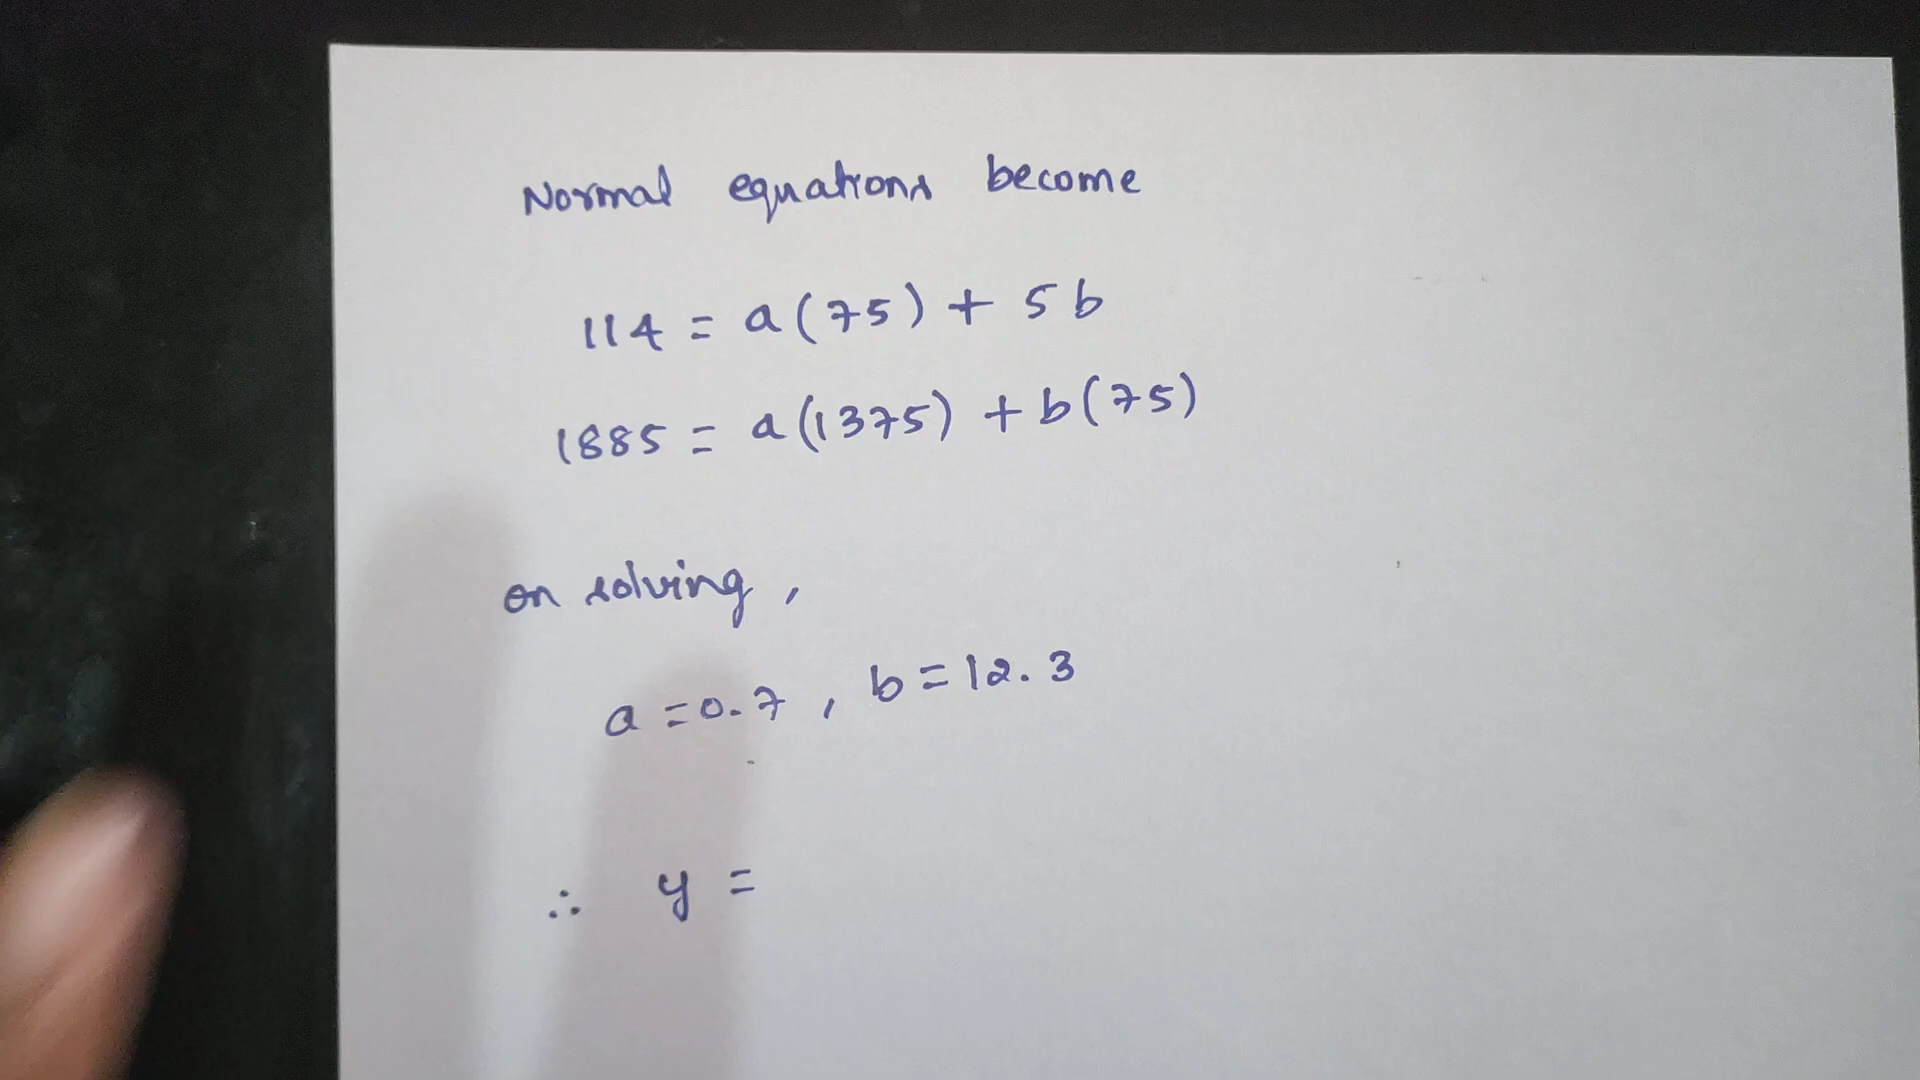 Normal equations become
114 = a(75) + 5b
1885 = a(1375) + b(75)
on solving,
a = 0.7, b = 12.3
∴ y =